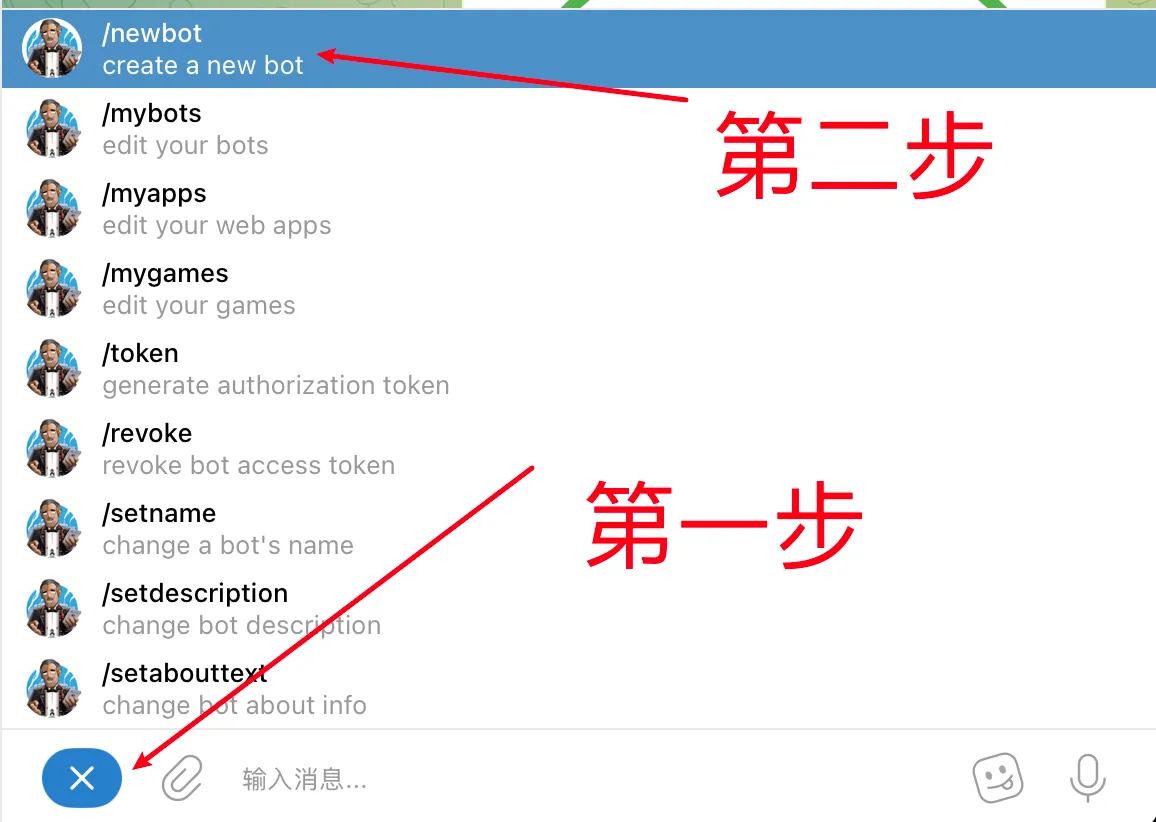 /newbot
create a new bot
/mybots
edit your bots
第二步
/myapps
edit your web apps
/mygames
edit your games
/token
generate authorization token
/revoke
revoke bot access token
第一步
/setname
change a bot's name
/setdescription
change bot description
/setabouttext
change bot about info
输入消息...